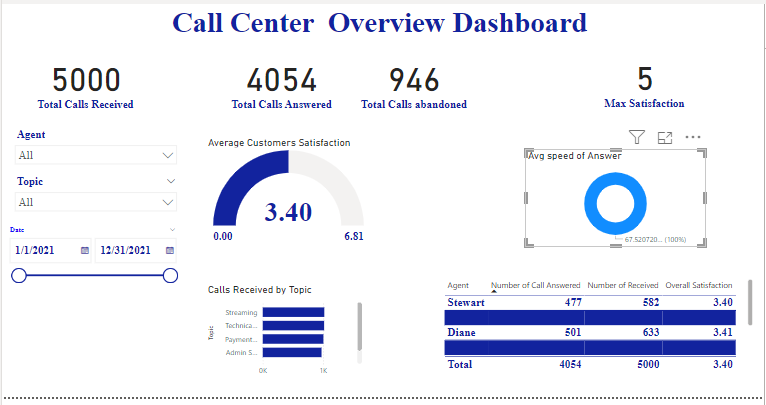 Call Center Overview Dashboard
5000
Total Calls Received
4054
Total Calls Answered
946
Total Calls abandoned
5
Max Satisfaction
Agent
All
Topic
All
Date
1/1/2021
12/31/2021
Average Customers Satisfaction
3.40
0.00
6.81
Avg speed of Answer
67.520720... (100%)
Calls Received by Topic
Topic
Streaming
Technica...
Payment...
Admin S...
0K
1K
Agent Number of Call Answered Number of Received Overall Satisfaction
Stewart 477 582 3.40
Diane 501 633 3.41
Total 4054 5000 3.40